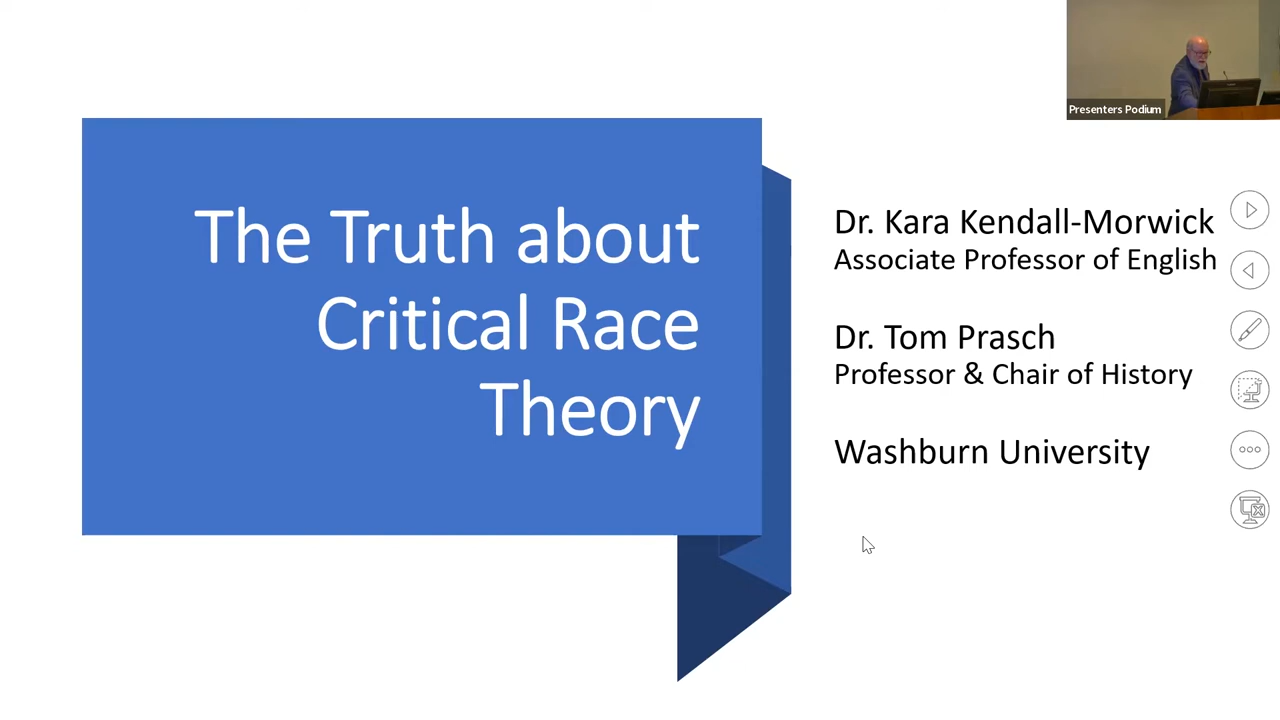 Presenters Podium
The Truth about
Critical Race
Theory
Dr. Kara Kendall-Morwick
Associate Professor of English
Dr. Tom Prasch
Professor & Chair of History
Washburn University